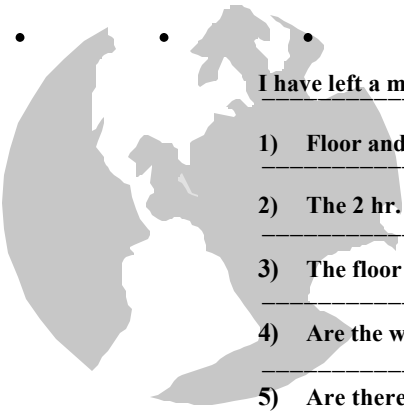 • • •
I have left a m
1) Floor and
2) The 2 hr.
3) The floor
4) Are the w
5) Are there